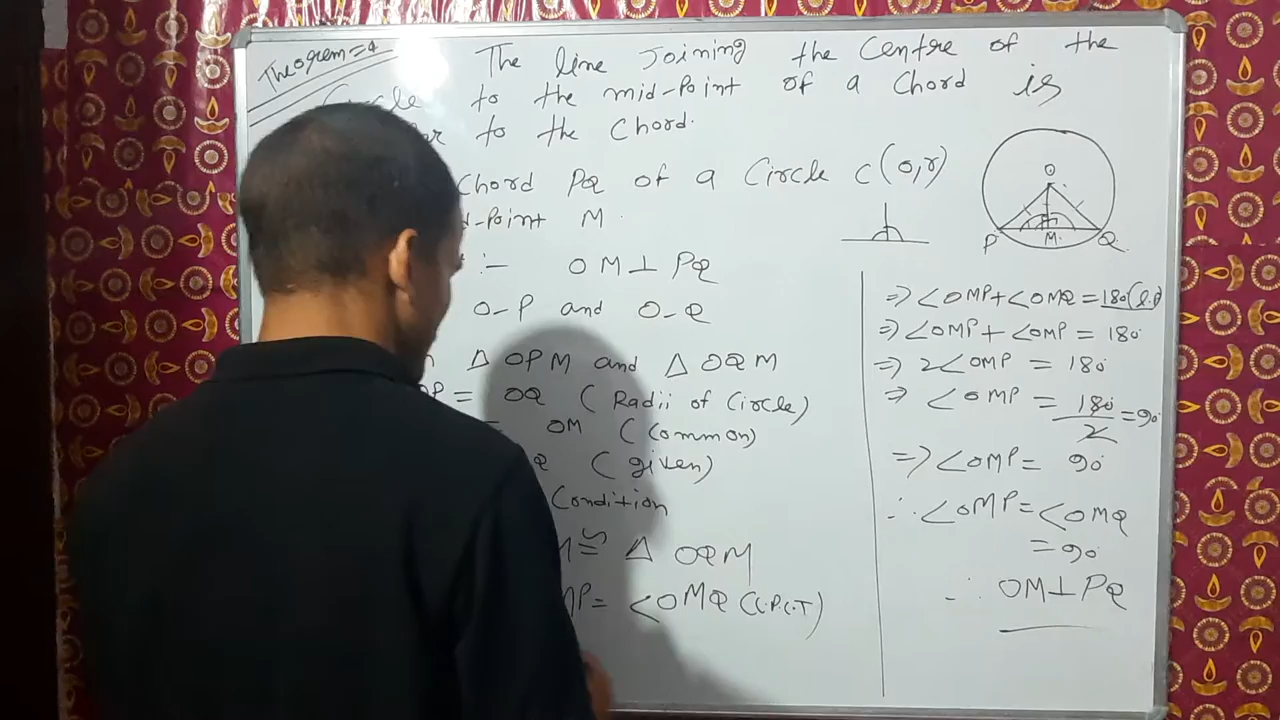 Theorem=4
The line Joining the Centre of the
Circle to the mid-Point of a Chord is
to the Chord.
Chord PQ of a Circle C(O,r)
d-Point M.
:- OM⊥PQ
O-P and O-Q
△OPM and △OQM
OP = OQ (Radii of Circle)
= OM (Common)
Q (given)
Condition
M ≅ △OQM
MP = ∠OMQ (C.P.C.T)
O
P M Q
=> ∠OMP+∠OMQ = 180 (l.p)
=> ∠OMP + ∠OMP = 180°
=> 2∠OMP = 180°
=> ∠OMP = 180°/2 = 90°
=> ∠OMP = 90°
∴ ∠OMP = ∠OMQ
= 90°
∴ OM⊥PQ